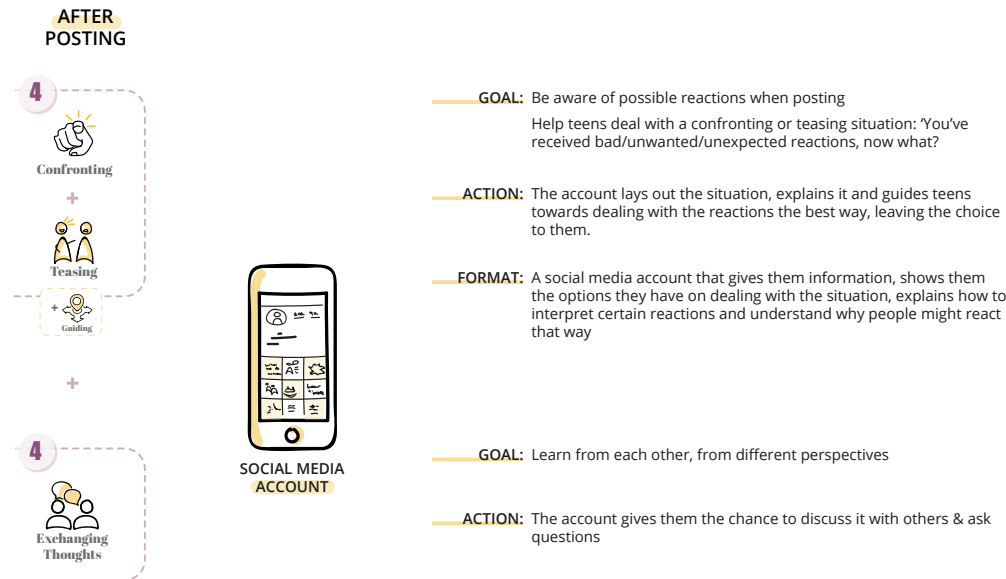 AFTER
POSTING
4
Confronting
+
Teasing
+
Guiding
+
4
Exchanging
Thoughts
SOCIAL MEDIA
ACCOUNT
GOAL: Be aware of possible reactions when posting
Help teens deal with a confronting or teasing situation: ‘You’ve
received bad/unwanted/unexpected reactions, now what?
ACTION: The account lays out the situation, explains it and guides teens
towards dealing with the reactions the best way, leaving the choice
to them.
FORMAT: A social media account that gives them information, shows them
the options they have on dealing with the situation, explains how to
interpret certain reactions and understand why people might react
that way
GOAL: Learn from each other, from different perspectives
ACTION: The account gives them the chance to discuss it with others & ask
questions